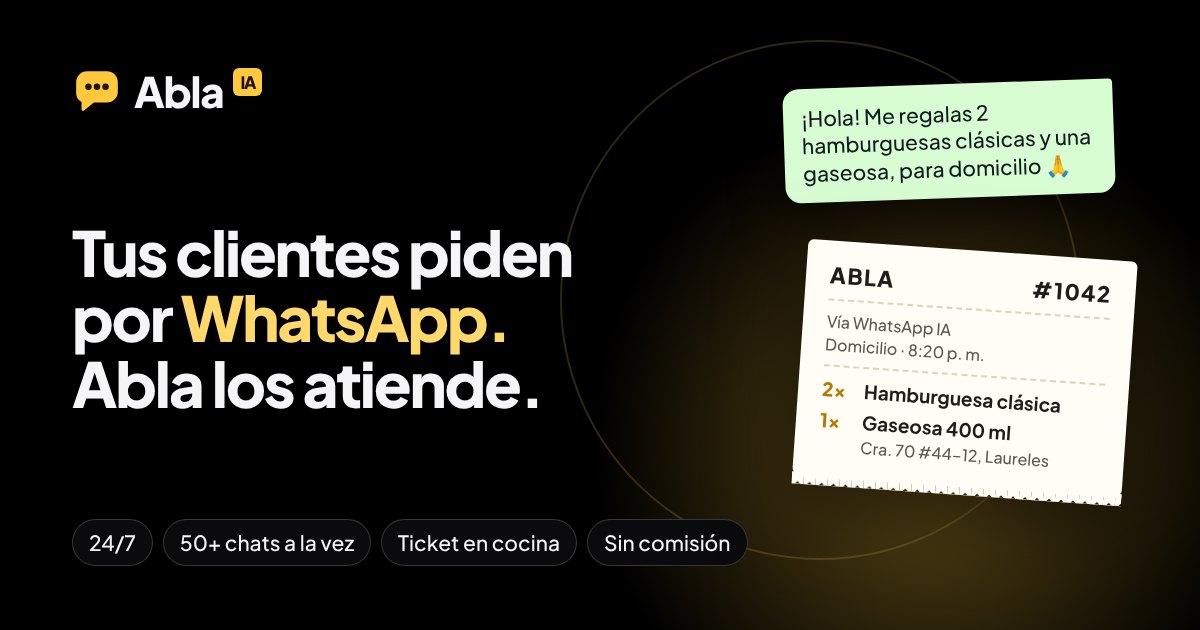 Abla IA
Tus clientes piden
por WhatsApp.
Abla los atiende.
24/7
50+ chats a la vez
Ticket en cocina
Sin comisión
¡Hola! Me regalas 2
hamburguesas clásicas y una
gaseosa, para domicilio 🙏
ABLA #1042
Vía WhatsApp IA
Domicilio · 8:20 p. m.
2× Hamburguesa clásica
1× Gaseosa 400 ml
Cra. 70 #44–12, Laureles